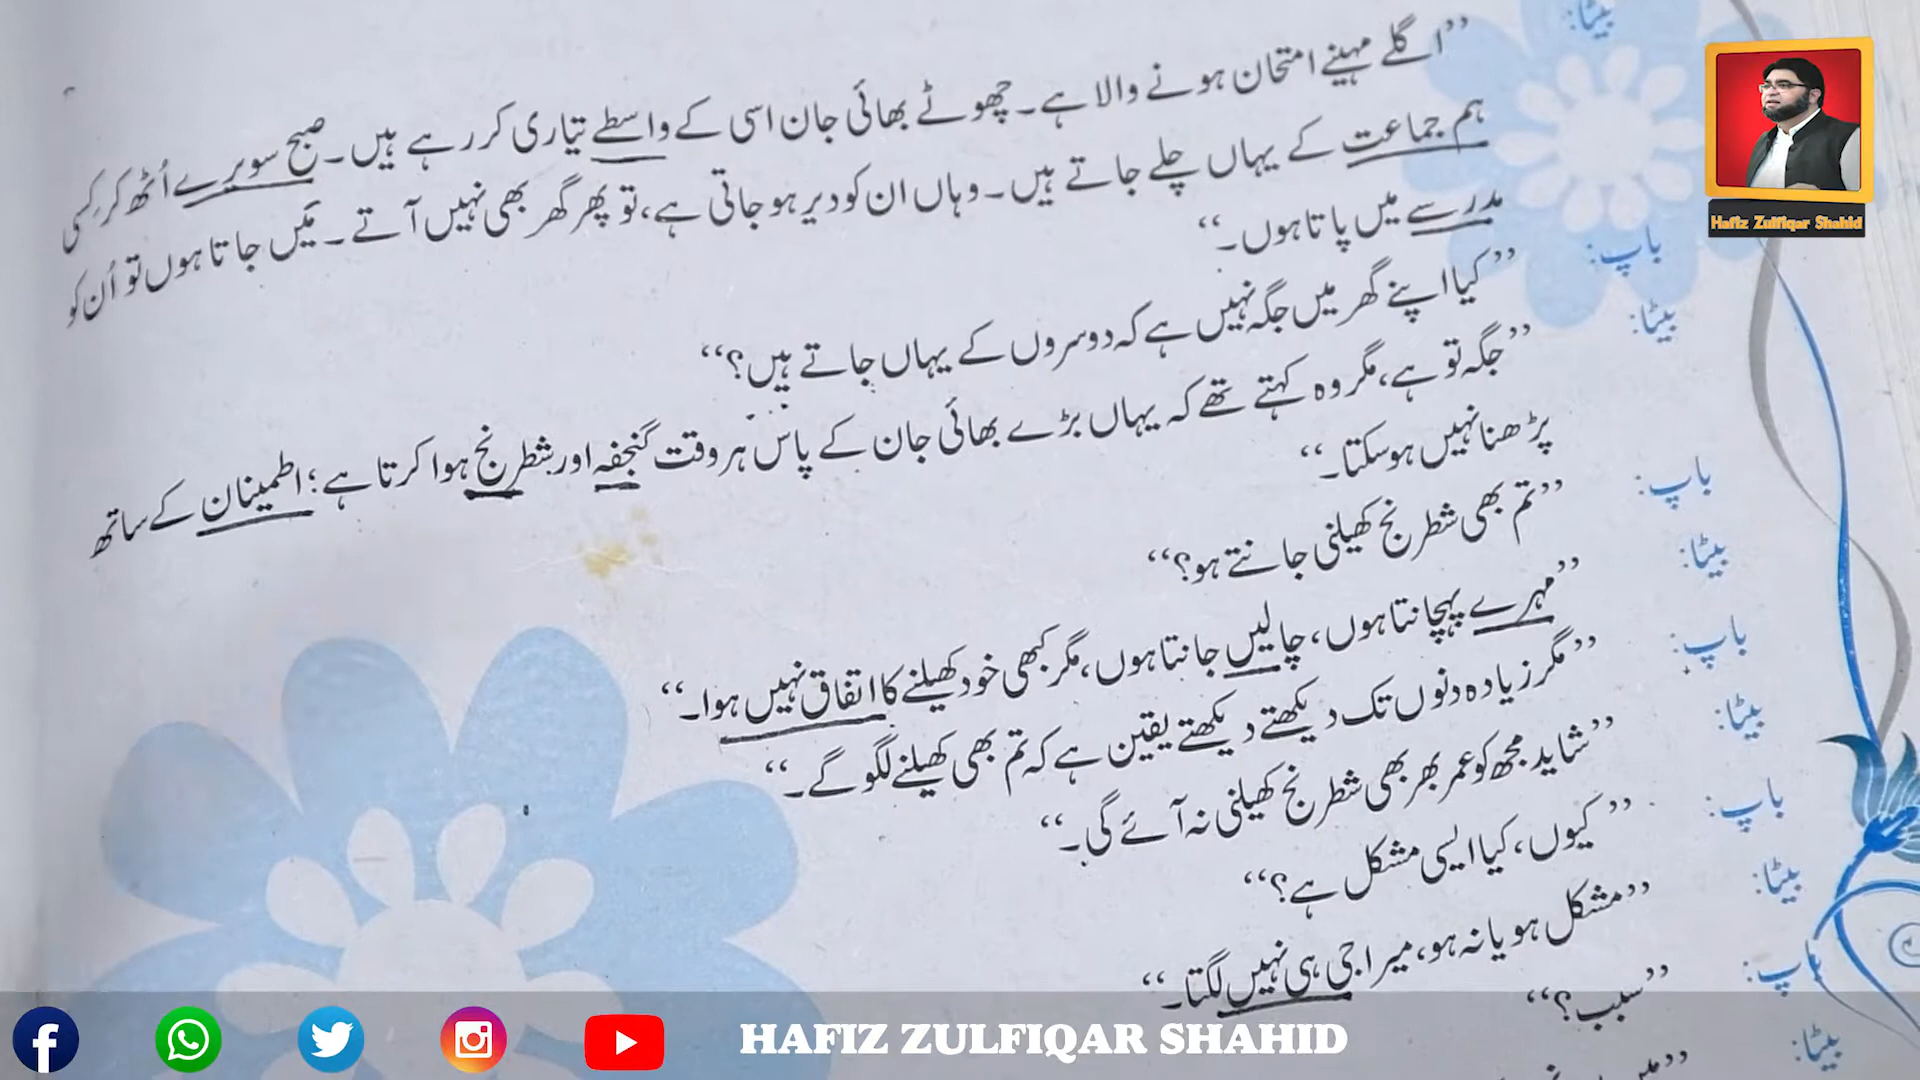 بیٹا:
”اگلے مہینے امتحان ہونے والا ہے۔ چھوٹے بھائی جان اسی کے واسطے تیاری کر رہے ہیں۔ صبح سویرے اُٹھ کر کِسی
ہم جماعت کے یہاں چلے جاتے ہیں۔ وہاں ان کو دیر ہو جاتی ہے، تو پھر گھر بھی نہیں آتے۔ مَیں جاتا ہوں تو اُن کو
مدرسے میں پاتا ہوں۔“
باپ: ”کیا اپنے گھر میں جگہ نہیں ہے کہ دوسروں کے یہاں جاتے ہیں؟“
بیٹا: ”جگہ تو ہے، مگر وہ کہتے تھے کہ یہاں بڑے بھائی جان کے پاس ہر وقت گنجفہ اور شطرنج ہوا کرتا ہے؛ اطمینان کے ساتھ
پڑھنا نہیں ہو سکتا۔“
باپ: ”تم بھی شطرنج کھیلنی جانتے ہو؟“
بیٹا: ”مہرے پہچانتا ہوں، چالیں جانتا ہوں، مگر کبھی خود کھیلنے کا اتفاق نہیں ہوا۔“
باپ: ”مگر زیادہ دنوں تک دیکھتے دیکھتے یقین ہے کہ تم بھی کھیلنے لگو گے۔“
بیٹا: ”شاید مجھ کو عمر بھر بھی شطرنج کھیلنی نہ آئے گی۔“
باپ: ”کیوں، کیا ایسی مشکل ہے؟“
بیٹا: ”مشکل ہو یا نہ ہو، میرا جی ہی نہیں لگتا۔“
باپ: ”سبب؟“
بیٹا:
Hafiz Zulfiqar Shahid
HAFIZ ZULFIQAR SHAHID